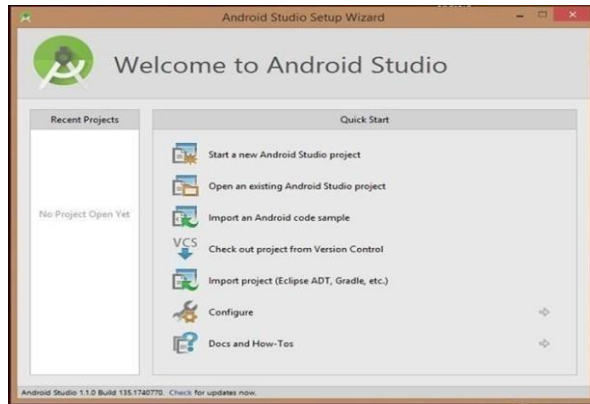 Android Studio Setup Wizard
Welcome to Android Studio
Recent Projects
No Project Open Yet
Quick Start
Start a new Android Studio project
Open an existing Android Studio project
Import an Android code sample
VCS
Check out project from Version Control
Import project (Eclipse ADT, Gradle, etc.)
Configure
Docs and How-Tos
Android Studio 1.1.0 Build 135.1740770. Check for updates now.